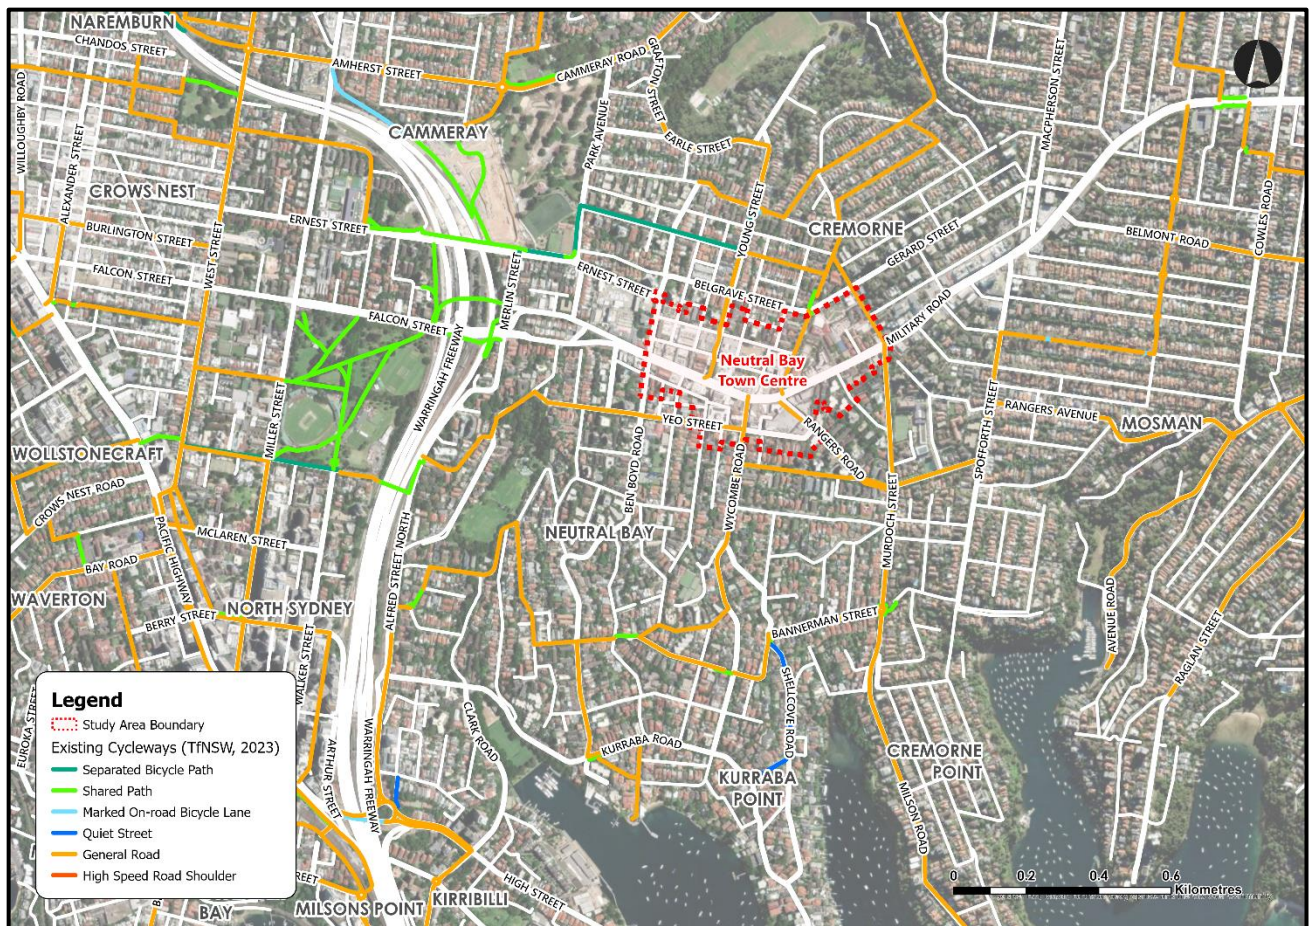 NAREMBURN
CHANDOS STREET
WILLOUGHBY ROAD
AMHERST STREET
CAMMERAY ROAD
GRAFTON STREET
MACPHERSON STREET
CAMMERAY
PARK AVENUE
EARLE STREET
ALEXANDER STREET
CROWS NEST
ERNEST STREET
BURLINGTON STREET
WEST STREET
FALCON STREET
YOUNG STREET
CREMORNE
GERARD STREET
BELMONT ROAD
COWLES ROAD
MERLIN STREET
ERNEST STREET
BELGRAVE STREET
FALCON STREET
WARRINGAH FREEWAY
MILITARY ROAD
Neutral Bay
Town Centre
MILLER STREET
YEO STREET
RANGERS ROAD
RANGERS AVENUE
MOSMAN
SPOFFORTH STREET
WOLLSTONECRAFT
CROWS NEST ROAD
BEN BOYD ROAD
WYCOMBE ROAD
MURDOCH STREET
PACIFIC HIGHWAY
MCLAREN STREET
NEUTRAL BAY
BAY ROAD
ALFRED STREET NORTH
WAVERTON
NORTH SYDNEY
BERRY STREET
BANNERMAN STREET
AVENUE ROAD
RAGLAN STREET
WALKER STREET
EUROKA STREET
SHELLCOVE ROAD
CLARK ROAD
KURRABA ROAD
KURRABA
POINT
CREMORNE
POINT
MILSON ROAD
ARTHUR STREET
WARRINGAH FREEWAY
Legend
Study Area Boundary
Existing Cycleways (TfNSW, 2023)
Separated Bicycle Path
Shared Path
Marked On-road Bicycle Lane
Quiet Street
General Road
High Speed Road Shoulder
HIGH STREET
KIRRIBILLI
MILSONS POINT
BAY
0 0.2 0.4 0.6
Kilometres